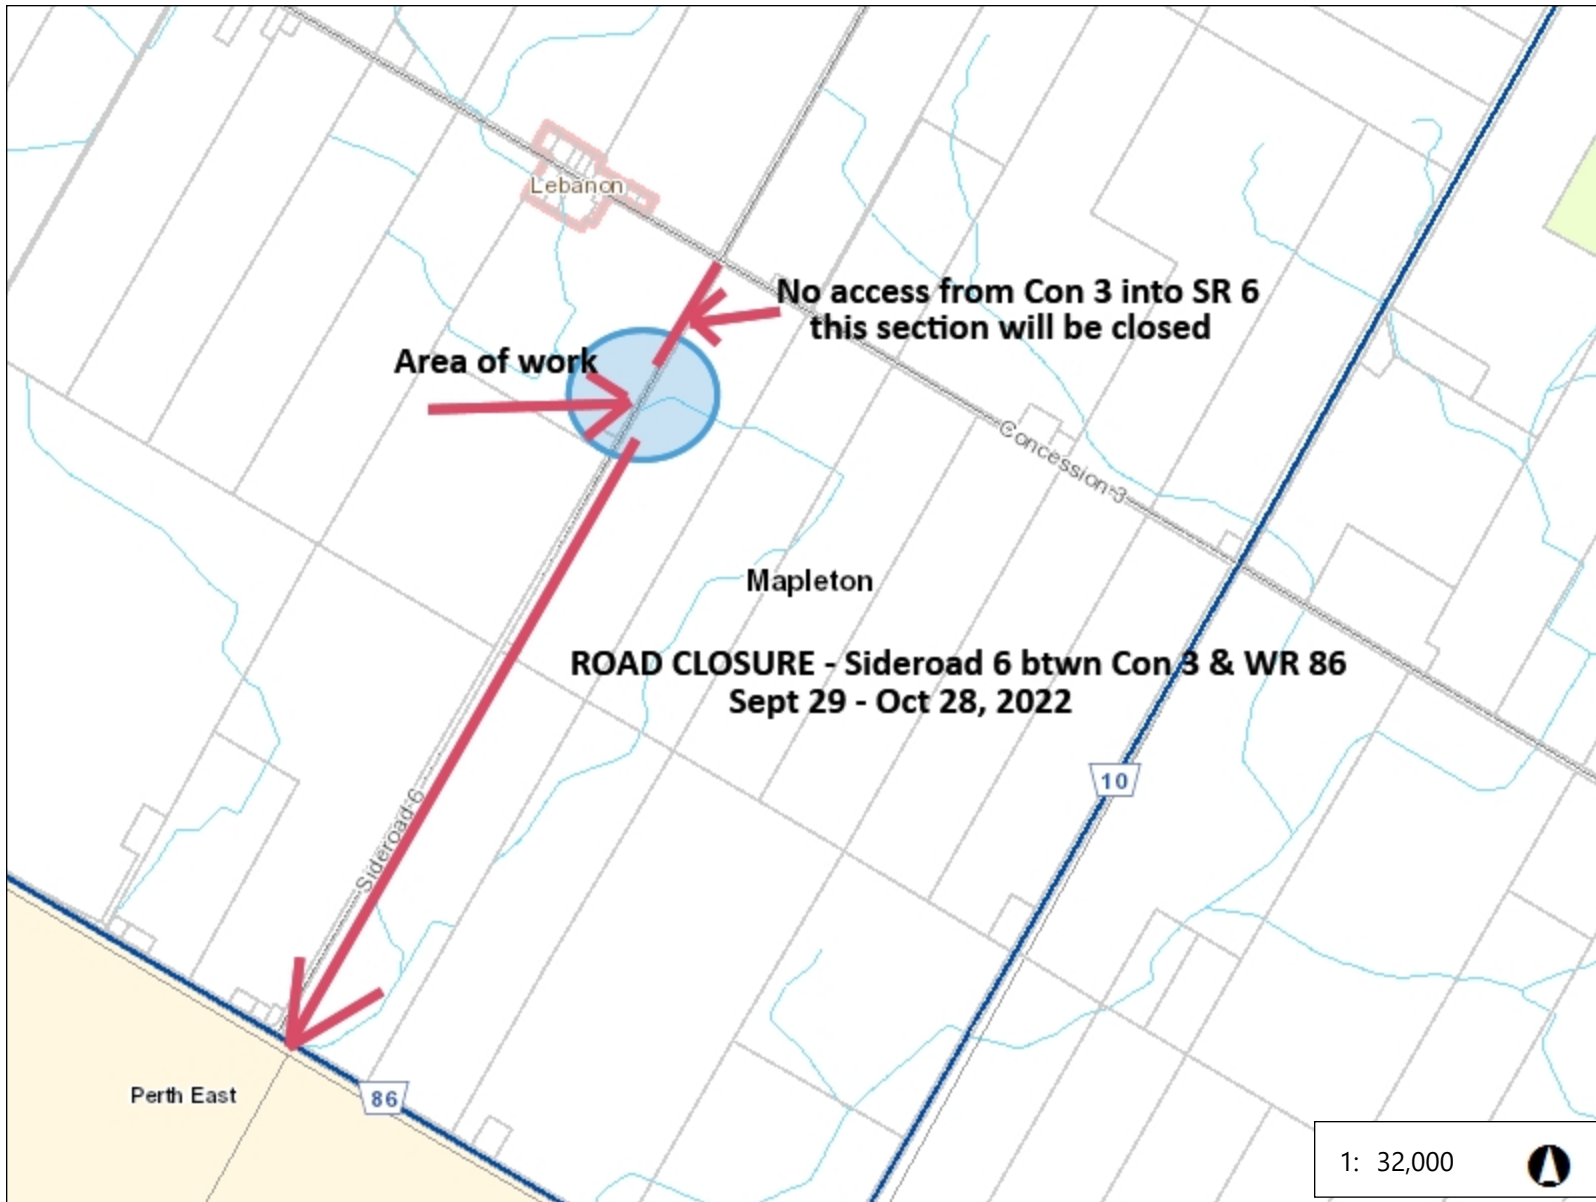 Lebanon
No access from Con 3 into SR 6
this section will be closed
Area of work
Concession 3
Mapleton
ROAD CLOSURE - Sideroad 6 btwn Con 3 & WR 86
Sept 29 - Oct 28, 2022
10
Sideroad 6
Perth East
86
1: 32,000